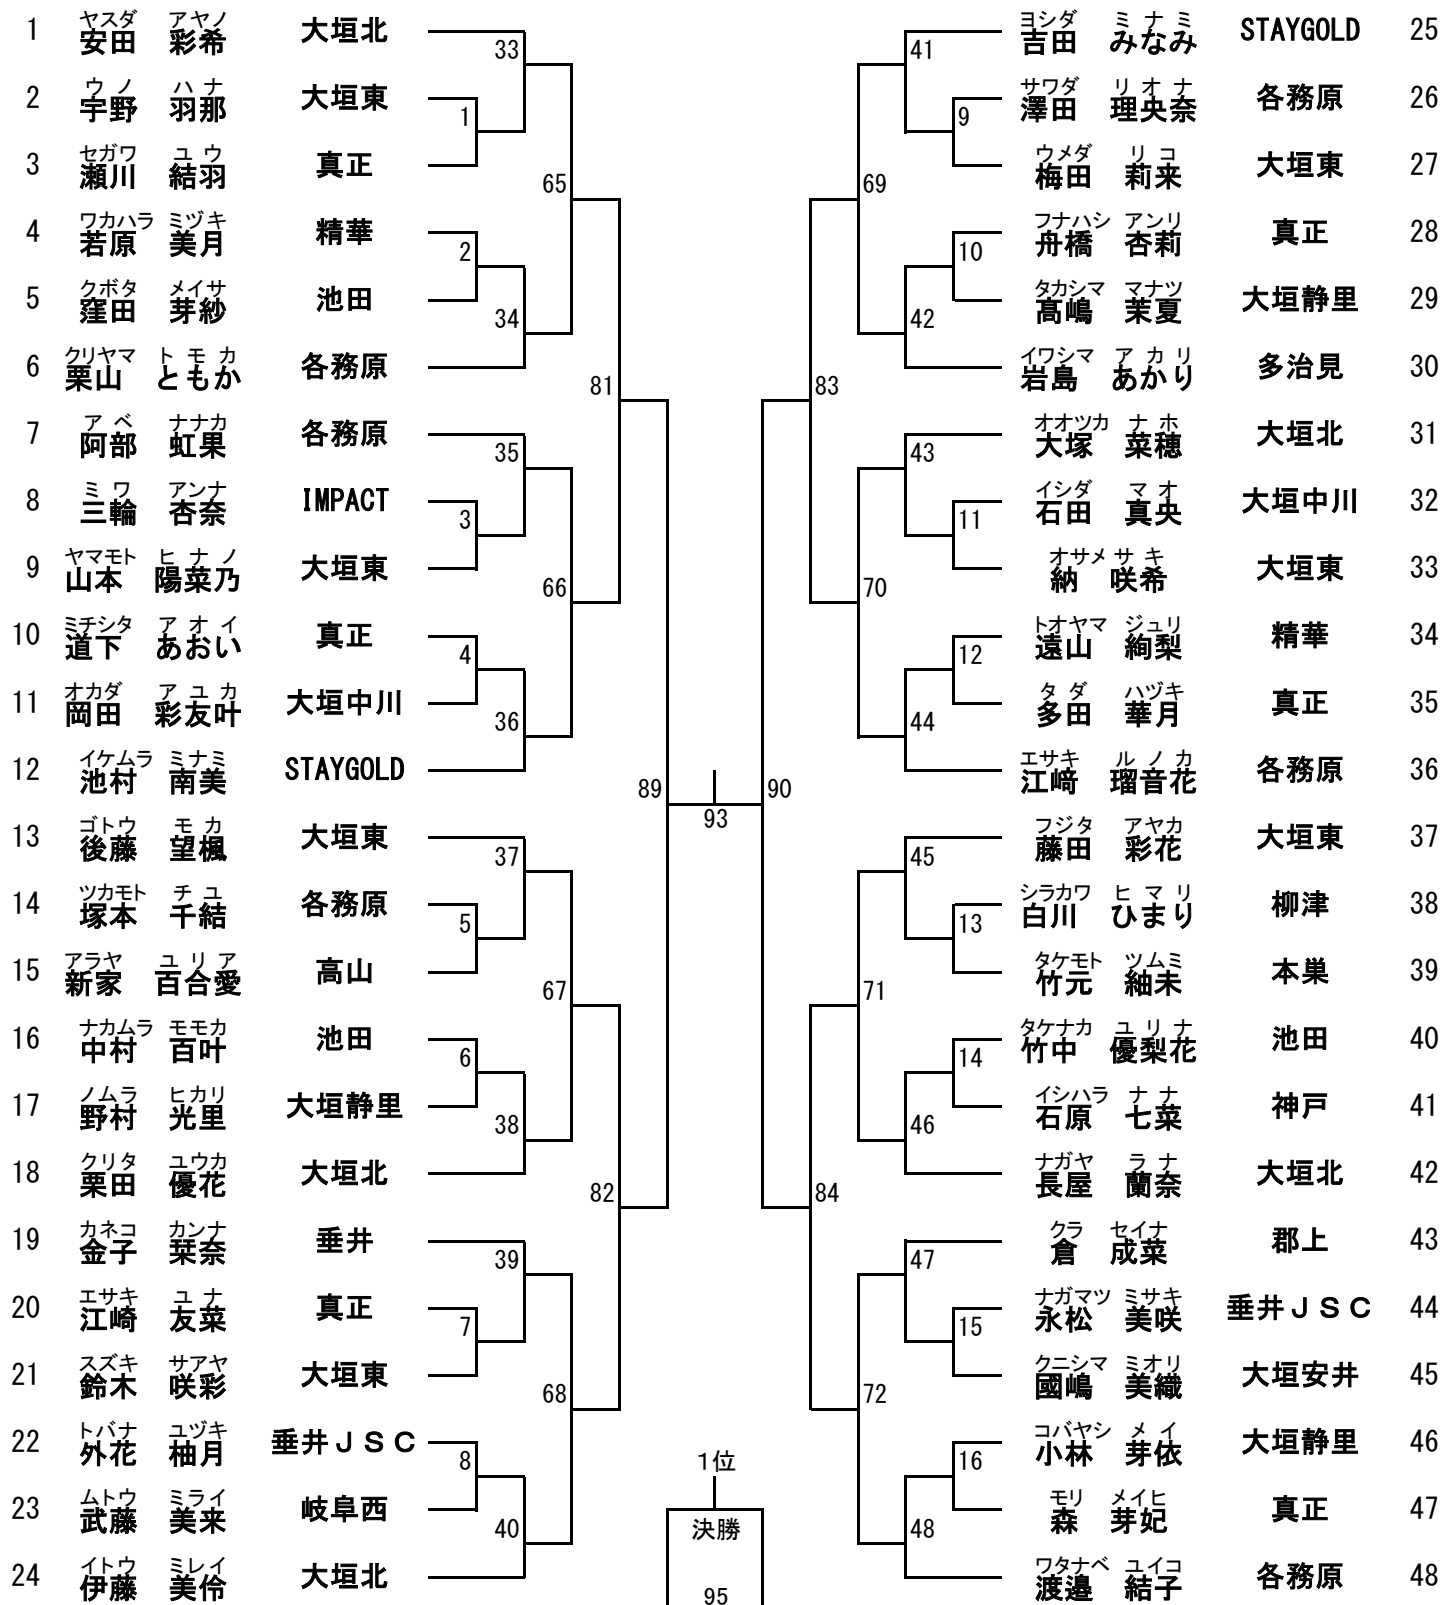 ヤスダ アヤノ ヨシダ ミナミ
1 安田 彩希 大垣北 33 41 吉田 みなみ STAYGOLD 25
ウノ ハナ サワダ リオナ
2 宇野 羽那 大垣東 1 9 澤田 理央奈 各務原 26
セガワ ユウ ウメダ リコ
3 瀬川 結羽 真正 65 69 梅田 莉来 大垣東 27
ワカハラ ミヅキ フナハシ アンリ
4 若原 美月 精華 2 10 舟橋 杏莉 真正 28
クボタ メイサ タカシマ マナツ
5 窪田 芽紗 池田 34 42 髙嶋 茉夏 大垣静里 29
クリヤマ トモカ イワシマ アカリ
6 栗山 ともか 各務原 81 83 岩島 あかり 多治見 30
アベ ナナカ オオツカ ナホ
7 阿部 虹果 各務原 35 43 大塚 菜穂 大垣北 31
ミワ アンナ イシダ マオ
8 三輪 杏奈 IMPACT 3 11 石田 真央 大垣中川 32
ヤマモト ヒナノ オサメ サキ
9 山本 陽菜乃 大垣東 66 70 納 咲希 大垣東 33
ミチシタ アオイ トオヤマ ジュリ
10 道下 あおい 真正 4 12 遠山 絢梨 精華 34
オカダ アユカ タダ ハヅキ
11 岡田 彩友叶 大垣中川 36 44 多田 華月 真正 35
イケムラ ミナミ エサキ ルノカ
12 池村 南美 STAYGOLD 89 93 90 江﨑 瑠音花 各務原 36
ゴトウ モカ フジタ アヤカ
13 後藤 望楓 大垣東 37 45 藤田 彩花 大垣東 37
ツカモト チユ シラカワ ヒマリ
14 塚本 千結 各務原 5 13 白川 ひまり 柳津 38
アラヤ ユリア タケモト ツムミ
15 新家 百合愛 高山 67 71 竹元 紬未 本巣 39
ナカムラ モモカ タケナカ ユリナ
16 中村 百叶 池田 6 14 竹中 優梨花 池田 40
ノムラ ヒカリ イシハラ ナナ
17 野村 光里 大垣静里 38 46 石原 七菜 神戸 41
クリタ ユウカ ナガヤ ラナ
18 栗田 優花 大垣北 82 84 長屋 蘭奈 大垣北 42
カネコ カンナ クラ セイナ
19 金子 栞奈 垂井 39 47 倉 成菜 郡上 43
エサキ ユナ ナガマツ ミサキ
20 江崎 友菜 真正 7 15 永松 美咲 垂井ＪＳＣ 44
スズキ サアヤ クニシマ ミオリ
21 鈴木 咲彩 大垣東 68 72 國嶋 美織 大垣安井 45
トバナ ユヅキ コバヤシ メイ
22 外花 柚月 垂井ＪＳＣ 8 1位 16 小林 芽依 大垣静里 46
ムトウ ミライ モリ メイヒ
23 武藤 美来 岐阜西 40 決勝 48 森 芽妃 真正 47
イトウ ミレイ ワタナベ ユイコ
24 伊藤 美伶 大垣北 95 渡邉 結子 各務原 48